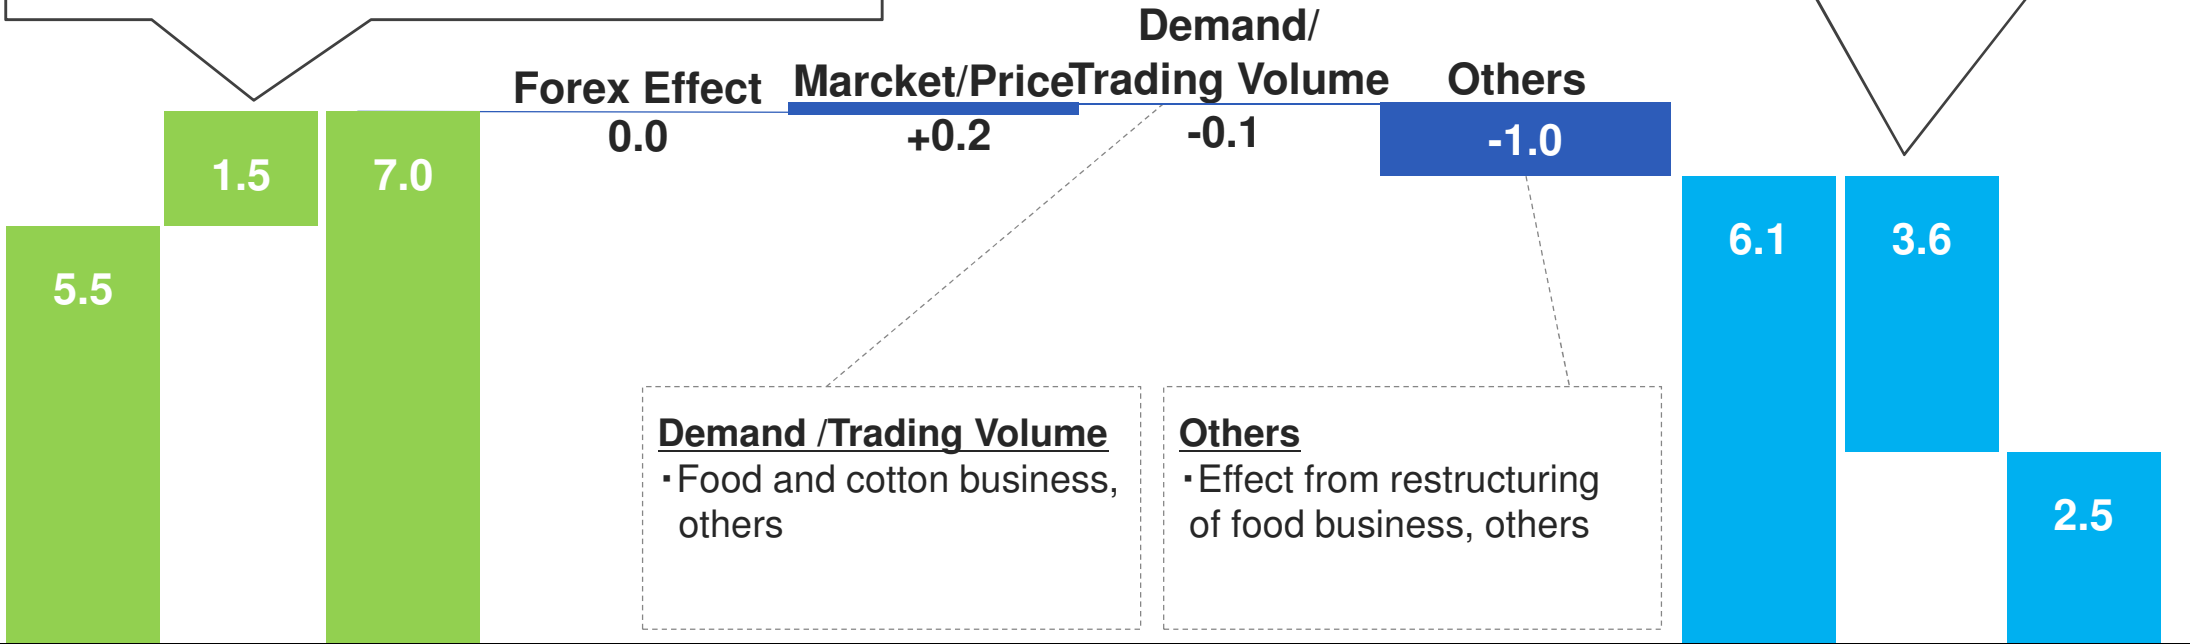 Demand/
Forex Effect Marcket/Price Trading Volume Others
0.0 +0.2 -0.1 -1.0
1.5 7.0
5.5
6.1 3.6
2.5
Demand /Trading Volume
･Food and cotton business,
others
Others
･Effect from restructuring
of food business, others